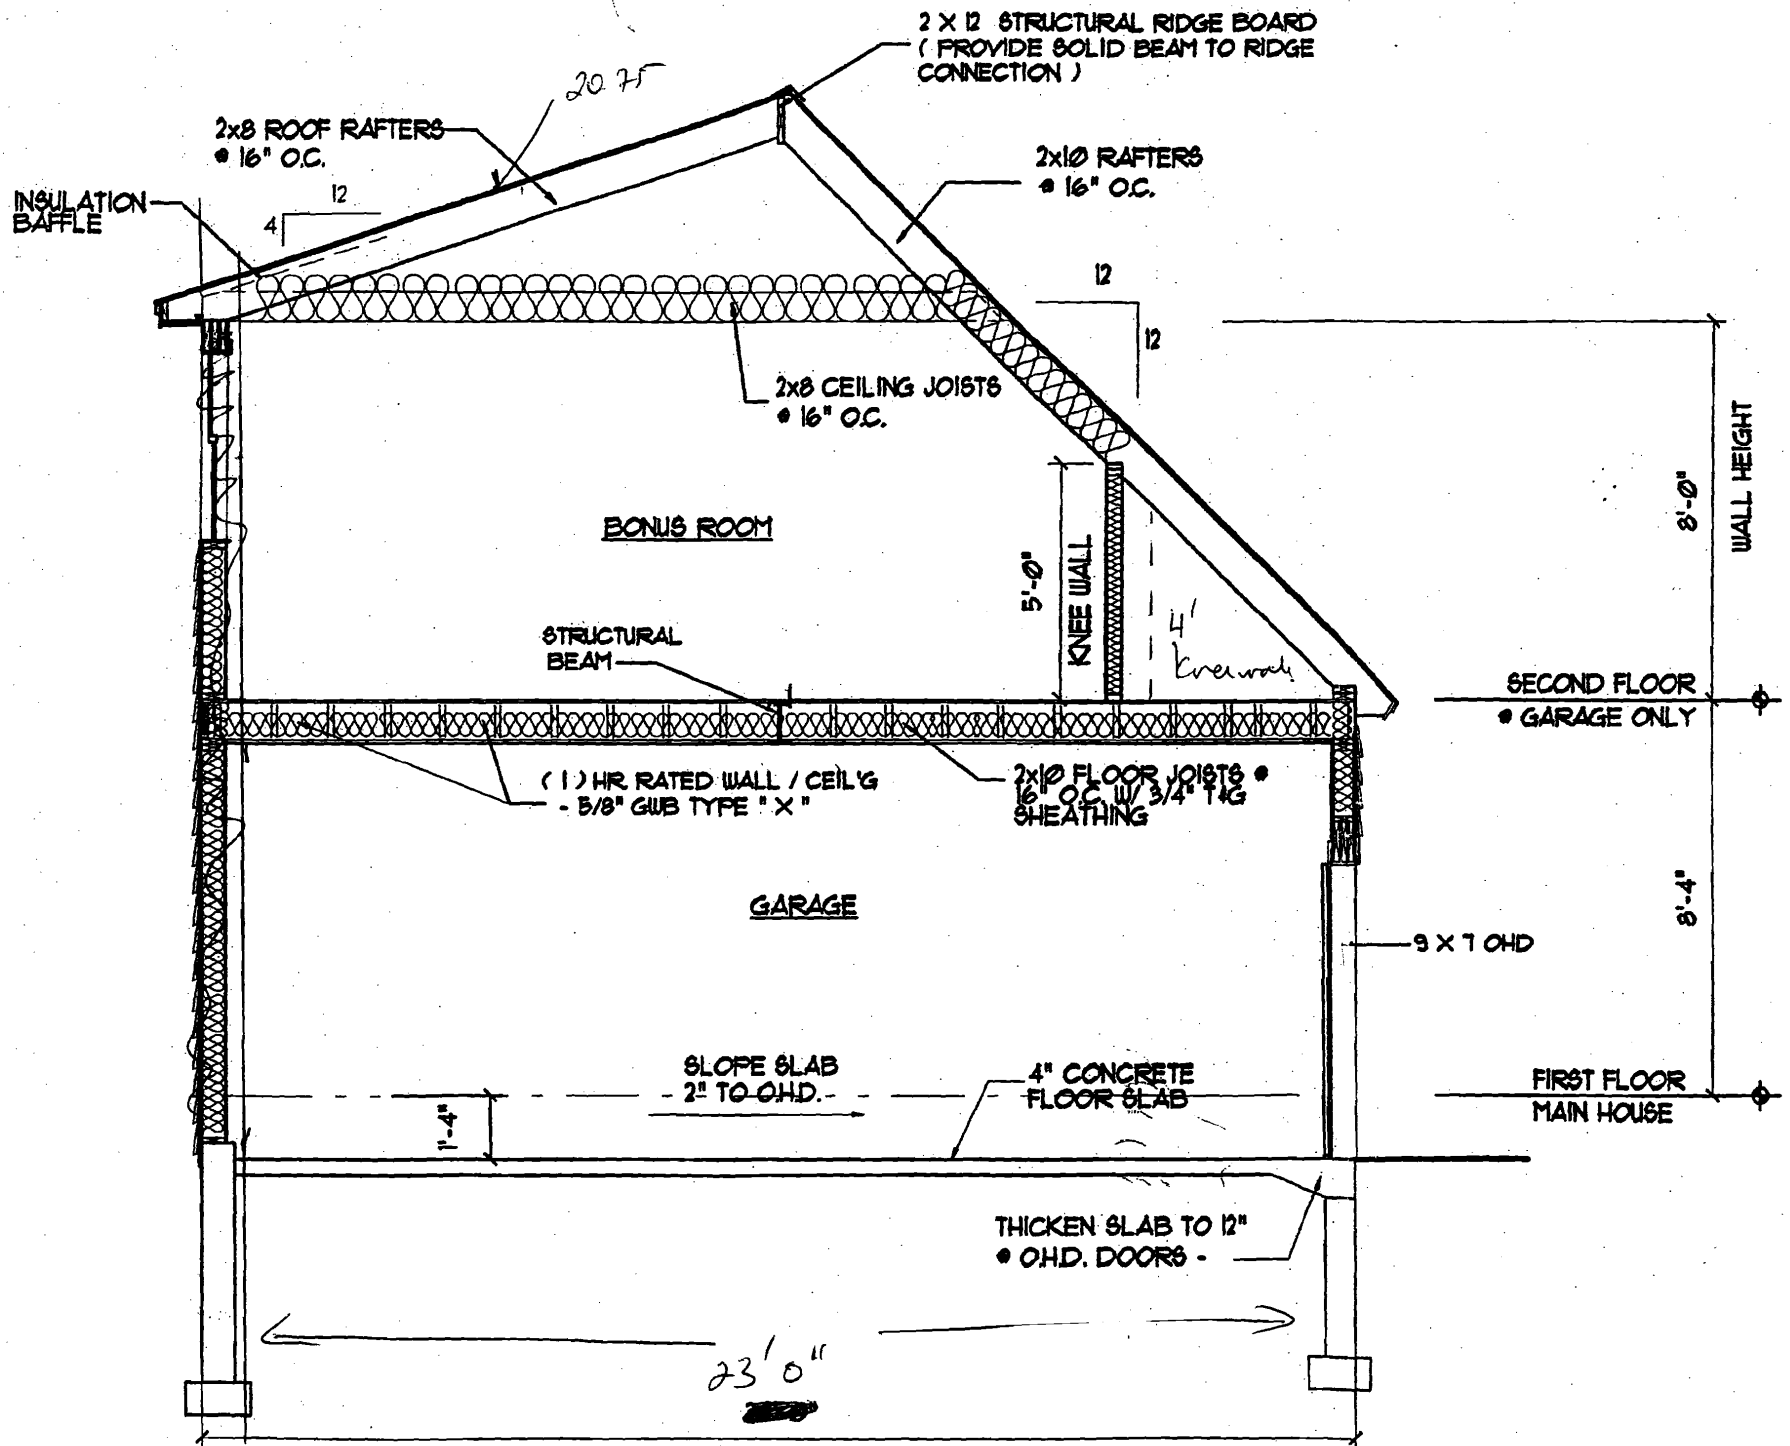 2 X 12 STRUCTURAL RIDGE BOARD
( PROVIDE SOLID BEAM TO RIDGE
CONNECTION )
20.75
2x8 ROOF RAFTERS
@ 16" O.C.
2x10 RAFTERS
@ 16" O.C.
INSULATION
BAFFLE
12
4
12
12
2x8 CEILING JOISTS
@ 16" O.C.
8'-0"
WALL HEIGHT
BONUS ROOM
5'-0"
KNEE WALL
4'
Kneewall
STRUCTURAL
BEAM
SECOND FLOOR
@ GARAGE ONLY
( 1 ) HR RATED WALL / CEIL'G
- 5/8" GWB TYPE " X "
2x10 FLOOR JOISTS @
16" O.C. W/ 3/4" T&G
SHEATHING
8'-4"
GARAGE
9 X 7 OHD
SLOPE SLAB
2" TO O.H.D.
4" CONCRETE
FLOOR SLAB
FIRST FLOOR
MAIN HOUSE
1'-4"
THICKEN SLAB TO 12"
@ O.H.D. DOORS -
23' 0"